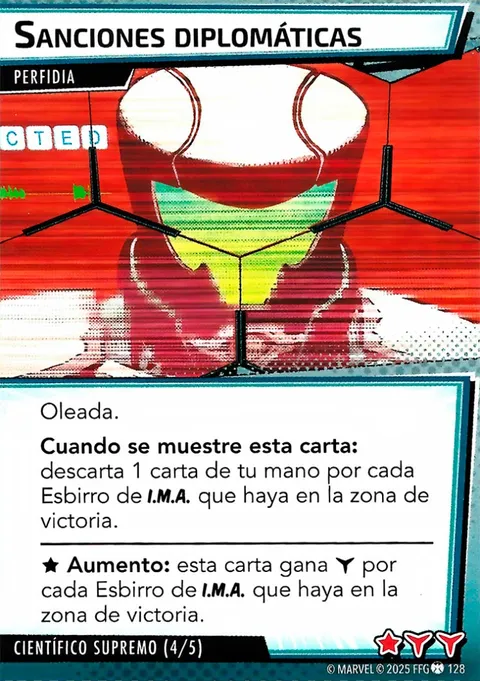 SANCIONES DIPLOMÁTICAS
PERFIDIA
CTED
Oleada.
Cuando se muestre esta carta:
descarta 1 carta de tu mano por cada
Esbirro de I.M.A. que haya en la zona de
victoria.
★ Aumento: esta carta gana por
cada Esbirro de I.M.A. que haya en la
zona de victoria.
CIENTÍFICO SUPREMO (4/5)
© MARVEL © 2025 FFG 128